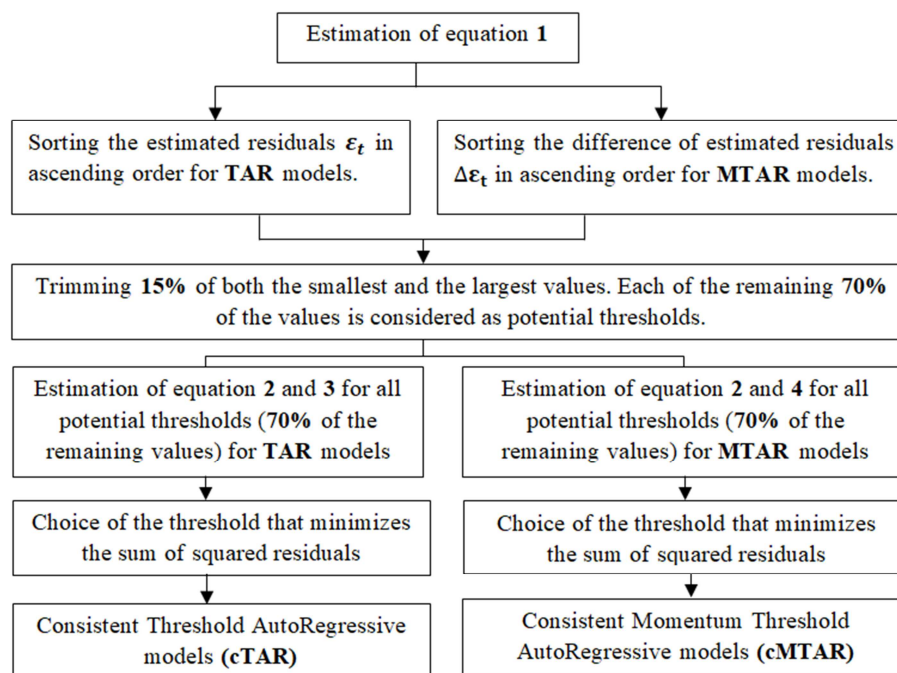 Estimation of equation 1
Sorting the estimated residuals εₜ in
ascending order for TAR models.
Sorting the difference of estimated residuals
Δεₜ in ascending order for MTAR models.
Trimming 15% of both the smallest and the largest values. Each of the remaining 70%
of the values is considered as potential thresholds.
Estimation of equation 2 and 3 for all
potential thresholds (70% of the
remaining values) for TAR models
Estimation of equation 2 and 4 for all
potential thresholds (70% of the
remaining values) for MTAR models
Choice of the threshold that minimizes
the sum of squared residuals
Choice of the threshold that minimizes
the sum of squared residuals
Consistent Threshold AutoRegressive
models (cTAR)
Consistent Momentum Threshold
AutoRegressive models (cMTAR)